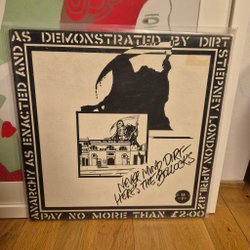 AS DEMONSTRATED BY DIRT
STEPNEY LONDON APRIL 82
PAY NO MORE THAN £2·00
ANARCHY AS ENACTED AND
NEVER MIND DIRT –
HERE'S THE BOLLOCKS